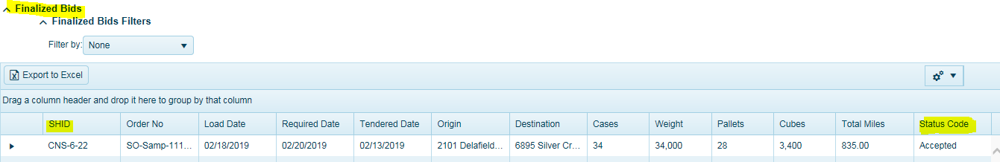 Finalized Bids
Finalized Bids Filters
Filter by: None
Export to Excel
Drag a column header and drop it here to group by that column
SHID Order No Load Date Required Date Tendered Date Origin Destination Cases Weight Pallets Cubes Total Miles Status Code
CNS-6-22 SO-Samp-111... 02/18/2019 02/20/2019 02/13/2019 2101 Delafield... 6895 Silver Cr... 34 34,000 28 3,400 835.00 Accepted